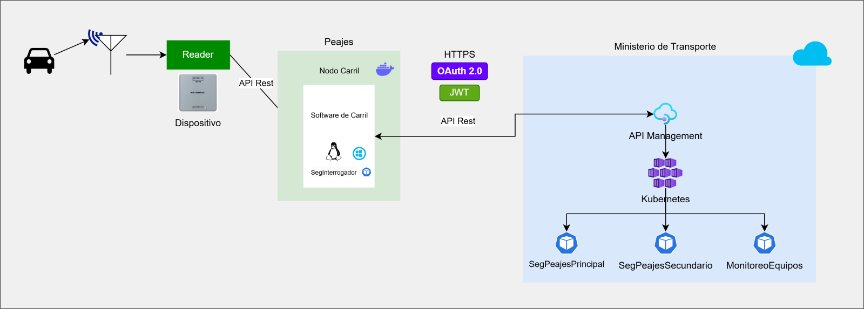 Peajes
Ministerio de Transporte
Reader
HTTPS
Nodo Carril
OAuth 2.0
API Rest
JWT
Software de Carril
Dispositivo
API Rest
API Management
SegInterrogador
Kubernetes
SegPeajesPrincipal
SegPeajesSecundario
MonitoreoEquipos